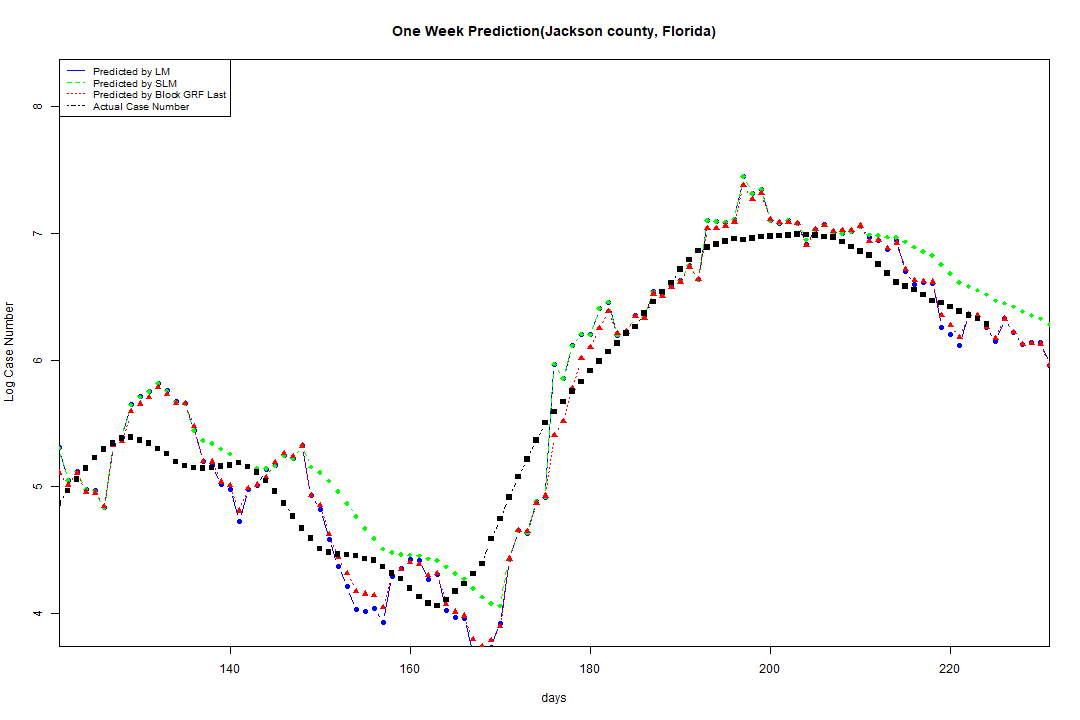 One Week Prediction(Jackson county, Florida)
Predicted by LM
Predicted by SLM
Predicted by Block GRF Last
Actual Case Number
8
7
6
5
4
Log Case Number
140 160 180 200 220
days